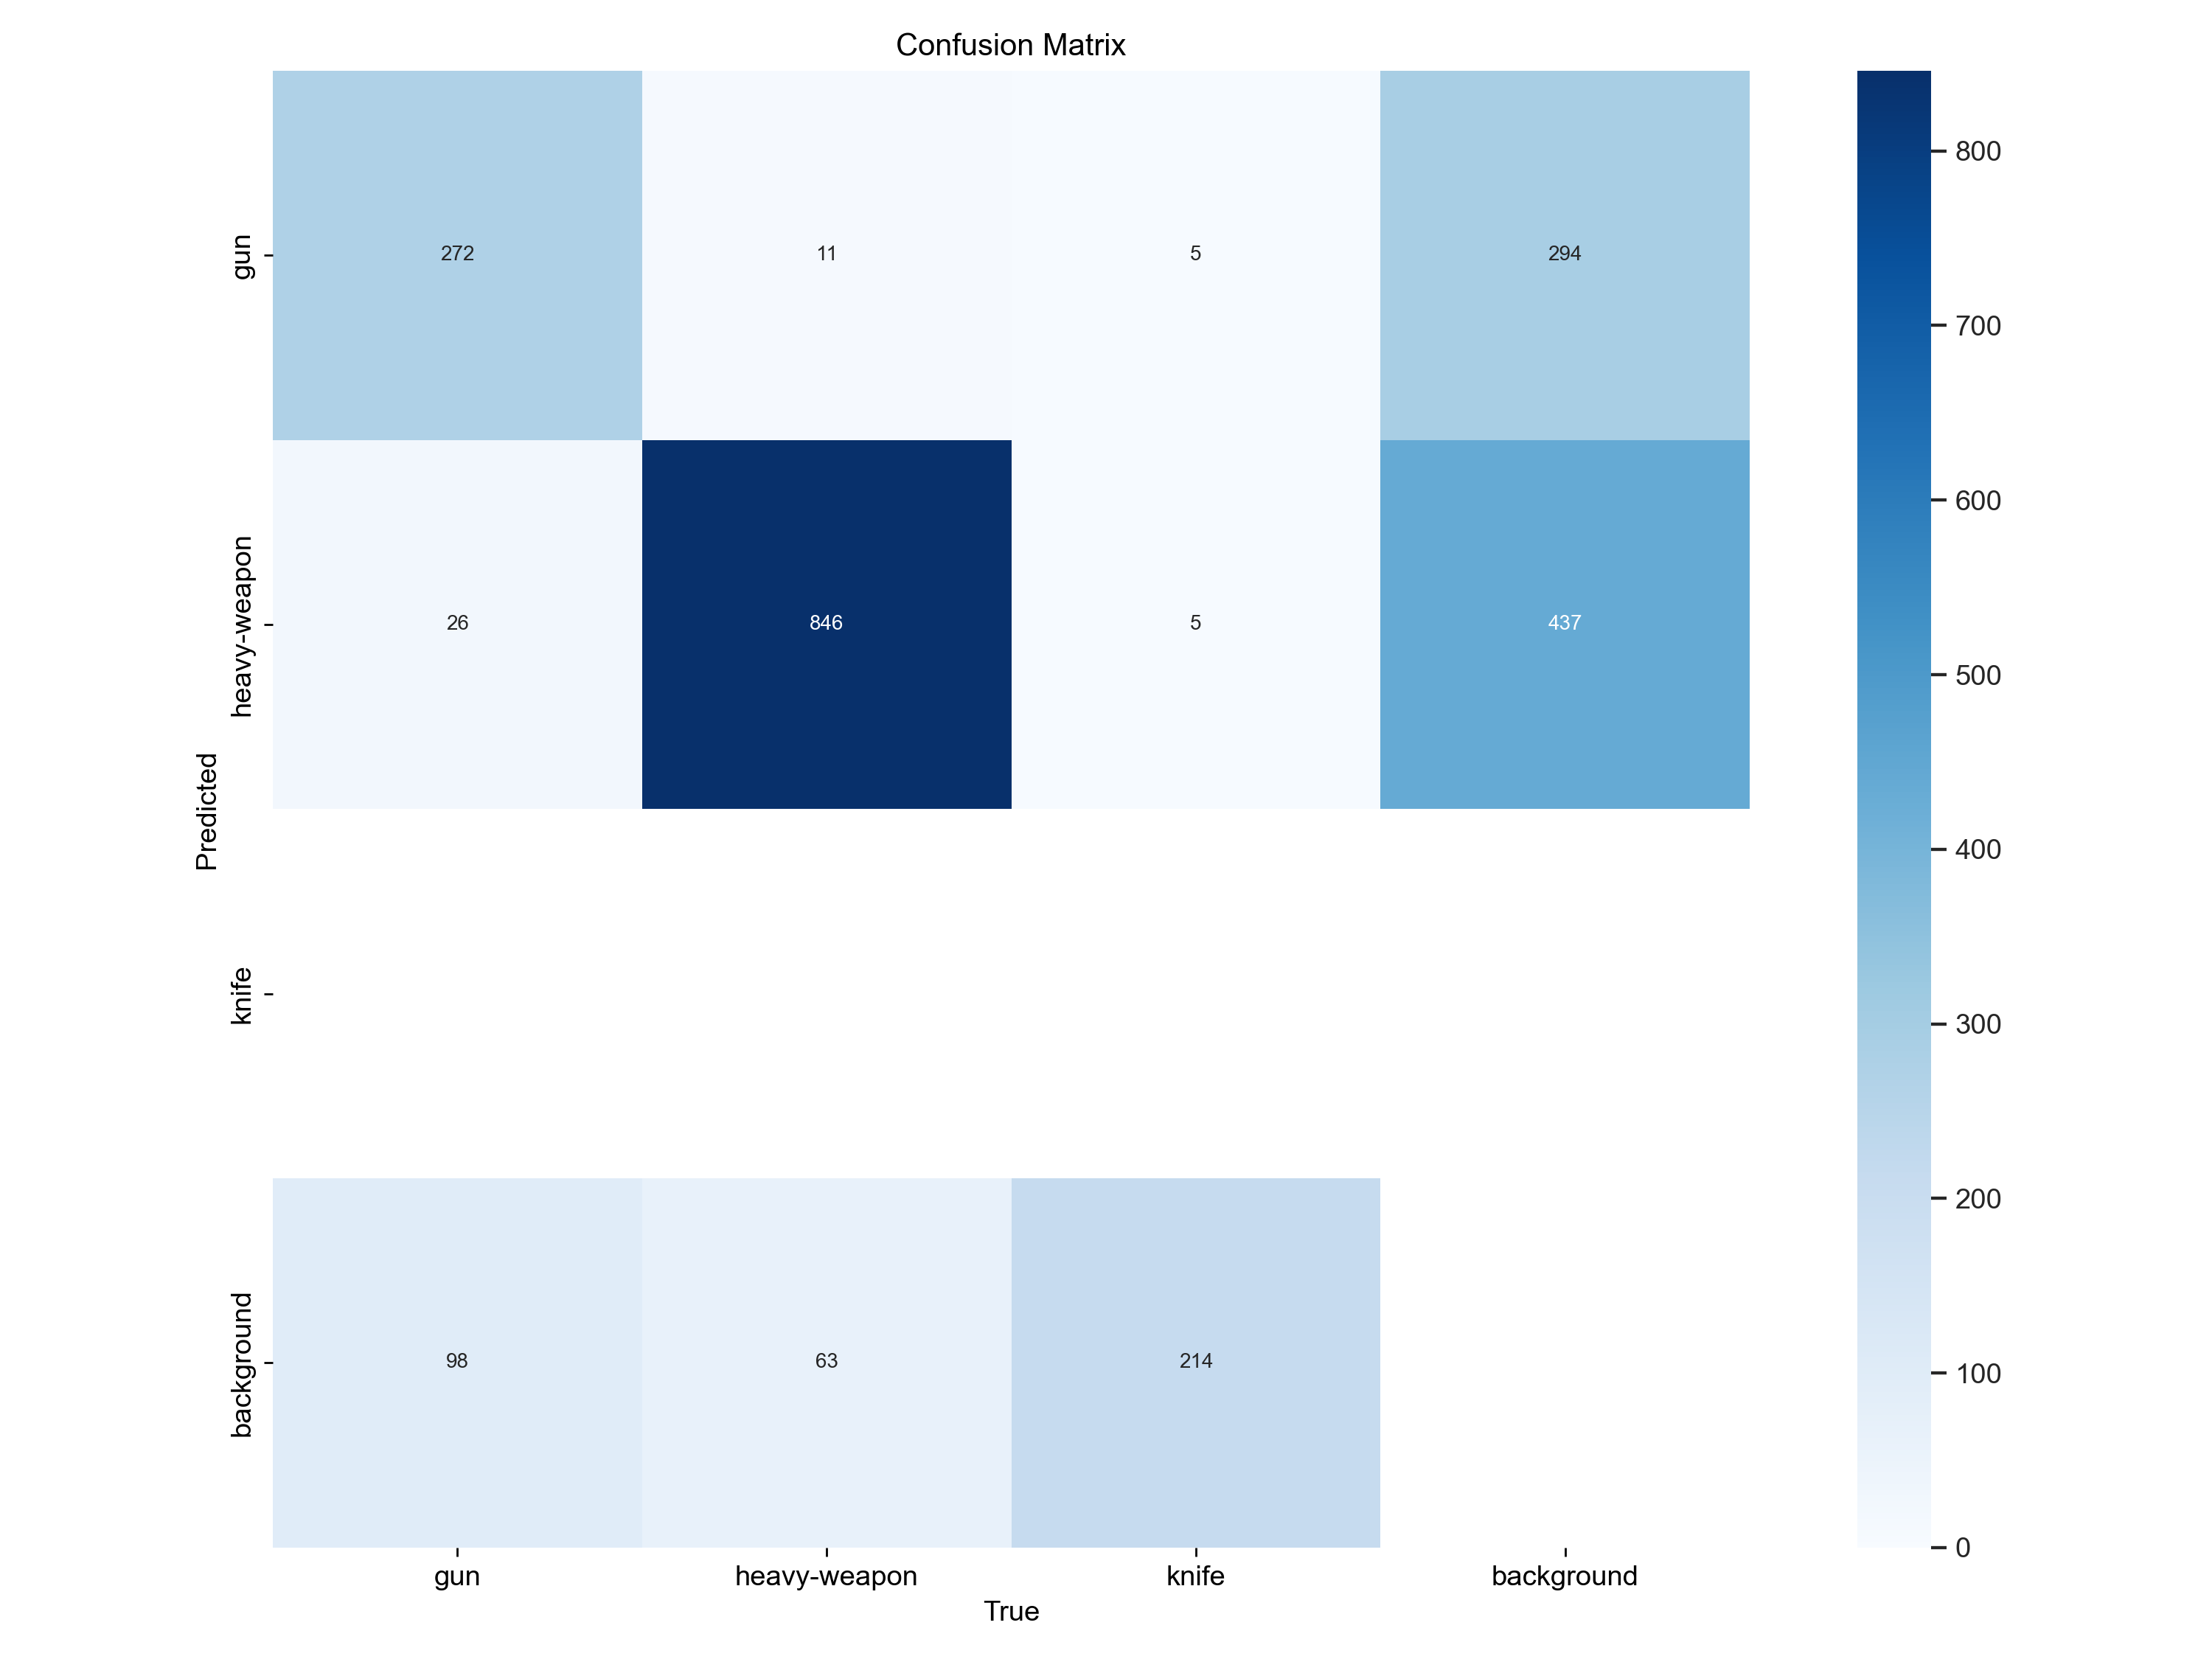 Confusion Matrix
gun
272
11
5
294
heavy-weapon
26
846
5
437
knife
background
98
63
214
Predicted
gun
heavy-weapon
knife
background
True
800
700
600
500
400
300
200
100
0